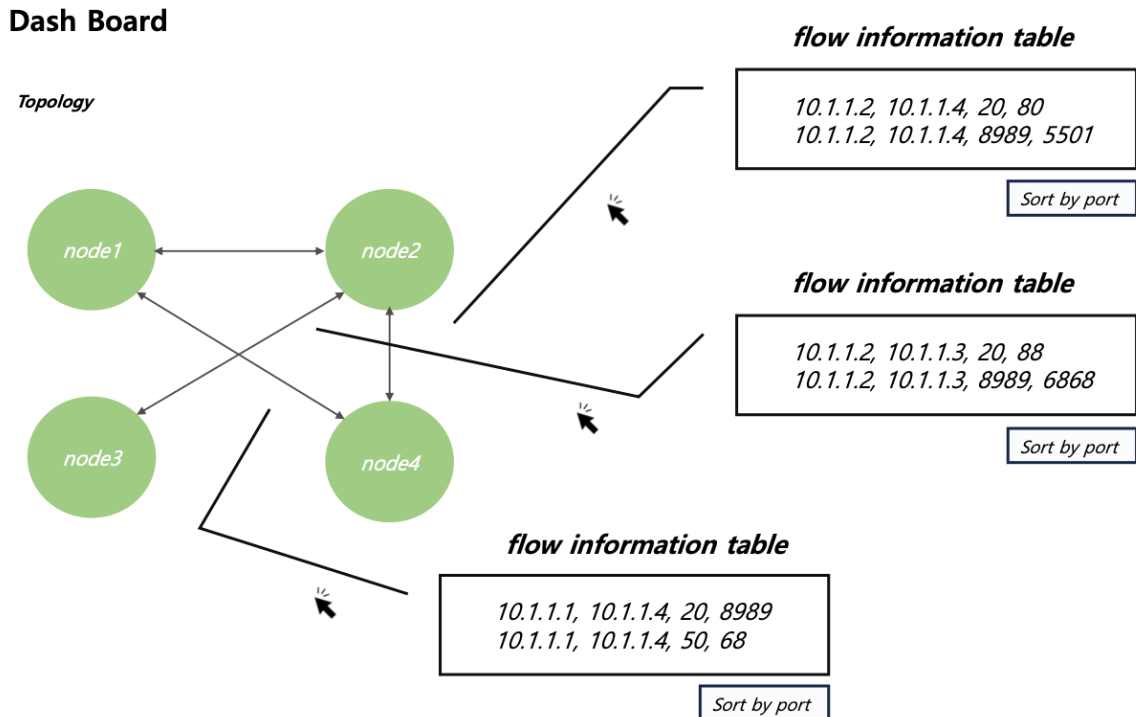 Dash Board
Topology
node1
node2
node3
node4
flow information table
10.1.1.2, 10.1.1.4, 20, 80
10.1.1.2, 10.1.1.4, 8989, 5501
Sort by port
flow information table
10.1.1.2, 10.1.1.3, 20, 88
10.1.1.2, 10.1.1.3, 8989, 6868
Sort by port
flow information table
10.1.1.1, 10.1.1.4, 20, 8989
10.1.1.1, 10.1.1.4, 50, 68
Sort by port